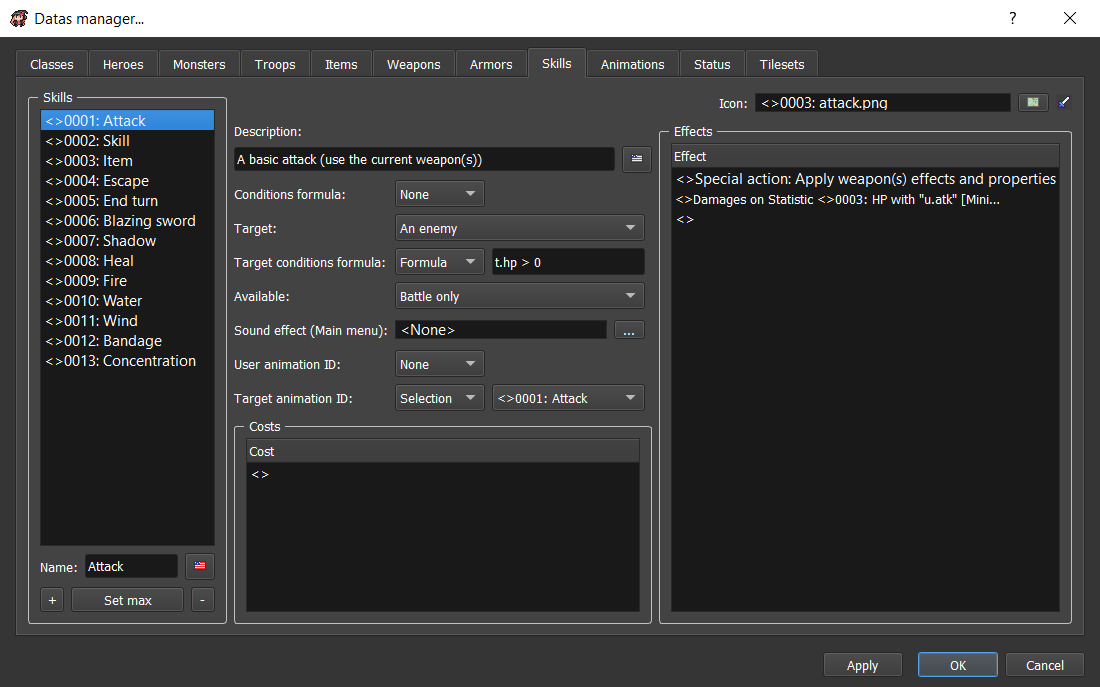 Datas manager...
?
Classes
Heroes
Monsters
Troops
Items
Weapons
Armors
Skills
Animations
Status
Tilesets
Skills
<>0001: Attack
<>0002: Skill
<>0003: Item
<>0004: Escape
<>0005: End turn
<>0006: Blazing sword
<>0007: Shadow
<>0008: Heal
<>0009: Fire
<>0010: Water
<>0011: Wind
<>0012: Bandage
<>0013: Concentration
Name: Attack
+ Set max -
Icon: <>0003: attack.png
Description:
A basic attack (use the current weapon(s))
Conditions formula: None
Target: An enemy
Target conditions formula: Formula t.hp > 0
Available: Battle only
Sound effect (Main menu): <None> ...
User animation ID: None
Target animation ID: Selection <>0001: Attack
Costs
Cost
<>
Effects
Effect
<>Special action: Apply weapon(s) effects and properties
<>Damages on Statistic <>0003: HP with "u.atk" [Mini...
<>
Apply
OK
Cancel